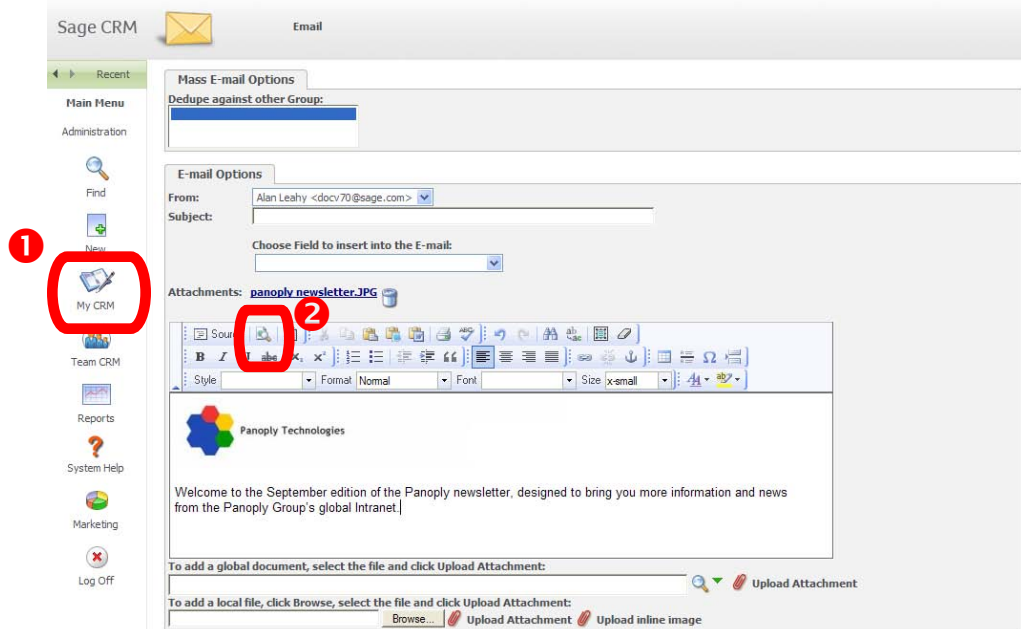 Sage CRM
Email
Recent
Main Menu
Administration
Find
New
My CRM
Team CRM
Reports
System Help
Marketing
Log Off
1
Mass E-mail Options
Dedupe against other Group:
E-mail Options
From: Alan Leahy <docv70@sage.com>
Subject:
Choose Field to insert into the E-mail:
Attachments: panoply newsletter.JPG
2
B I abc x²
Style Format Normal Font Size x-small
Panoply Technologies
Welcome to the September edition of the Panoply newsletter, designed to bring you more information and news
from the Panoply Group's global Intranet.
To add a global document, select the file and click Upload Attachment:
Upload Attachment
To add a local file, click Browse, select the file and click Upload Attachment:
Browse... Upload Attachment Upload inline image